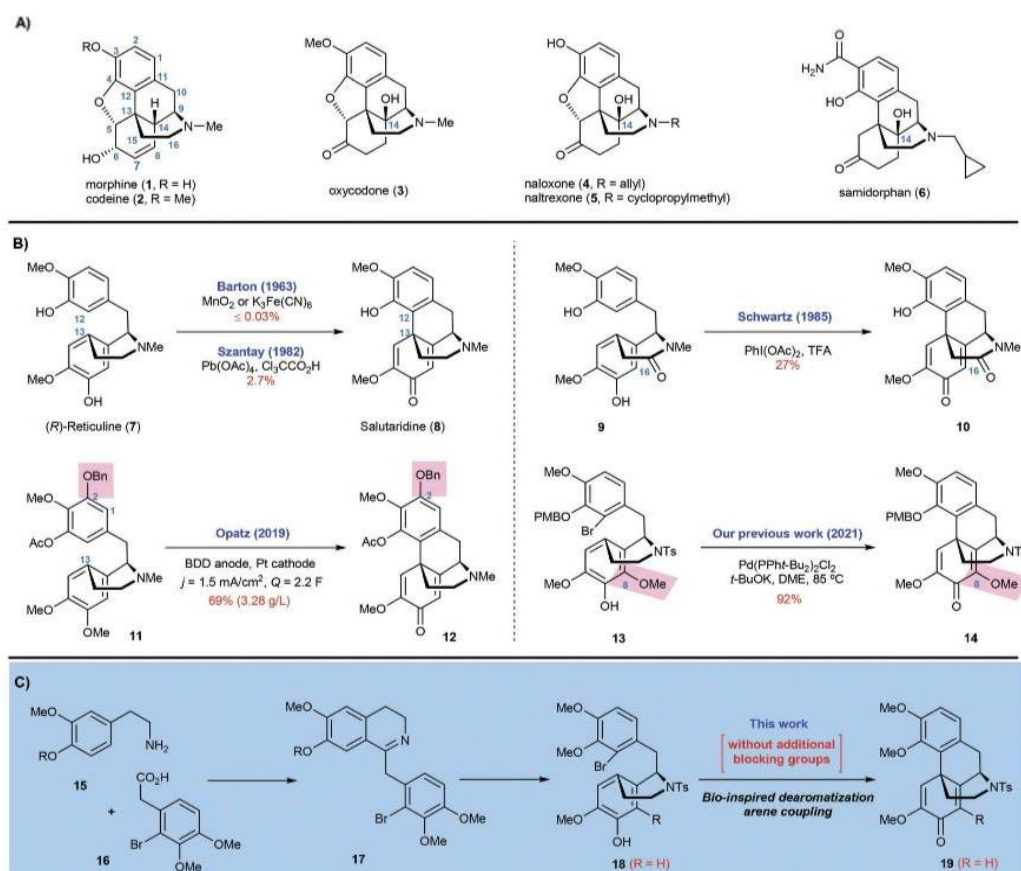 A)
RO
2
3
1
4
11
10
12
H
O
13
9
14
N
Me
5
15
16
HO
6
8
7
morphine (1, R = H)
codeine (2, R = Me)
MeO
O
OH
14
N
Me
O
oxycodone (3)
HO
O
OH
14
N
R
O
naloxone (4, R = allyl)
naltrexone (5, R = cyclopropylmethyl)
O
H2N
OH
OH
14
N
O
samidorphan (6)
B)
MeO
HO
12
13
NMe
MeO
OH
(R)-Reticuline (7)
Barton (1963)
MnO2 or K3Fe(CN)6
≤ 0.03%
Szantay (1982)
Pb(OAc)4, Cl3CCO2H
2.7%
MeO
HO
12
13
NMe
MeO
O
Salutaridine (8)
MeO
HO
NMe
MeO
16
O
OH
9
Schwartz (1985)
PhI(OAc)2, TFA
27%
MeO
HO
NMe
MeO
16
O
O
10
OBn
2
MeO
1
AcO
13
NMe
MeO
OMe
11
Opatz (2019)
BDD anode, Pt cathode
j = 1.5 mA/cm2, Q = 2.2 F
69% (3.28 g/L)
OBn
2
MeO
AcO
NMe
MeO
O
12
MeO
PMBO
Br
NTs
MeO
8
OMe
OH
13
Our previous work (2021)
Pd(PPht-Bu2)2Cl2
t-BuOK, DME, 85 ºC
92%
MeO
PMBO
NT
MeO
8
OMe
O
14
C)
MeO
RO
NH2
15
+
CO2H
Br
OMe
OMe
16
MeO
RO
N
Br
OMe
OMe
17
MeO
MeO
Br
NTs
MeO
R
OH
18 (R = H)
This work
without additional
blocking groups
Bio-inspired dearomatization
arene coupling
MeO
MeO
NTs
MeO
R
O
19 (R = H)